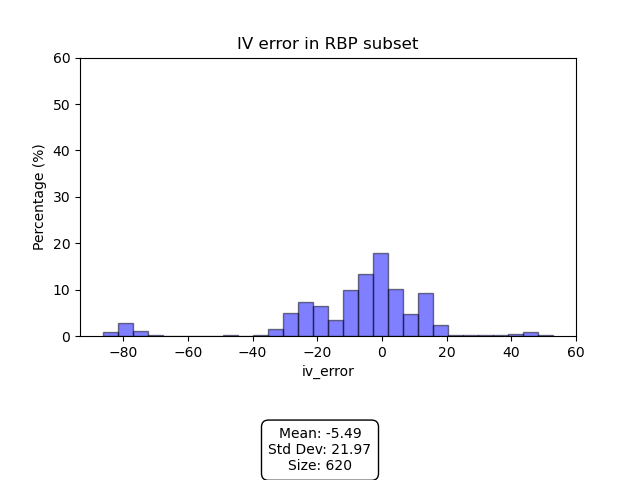 IV error in RBP subset
60
50
40
30
20
10
0
Percentage (%)
−80
−60
−40
−20
0
20
40
60
iv_error
Mean: -5.49
Std Dev: 21.97
Size: 620